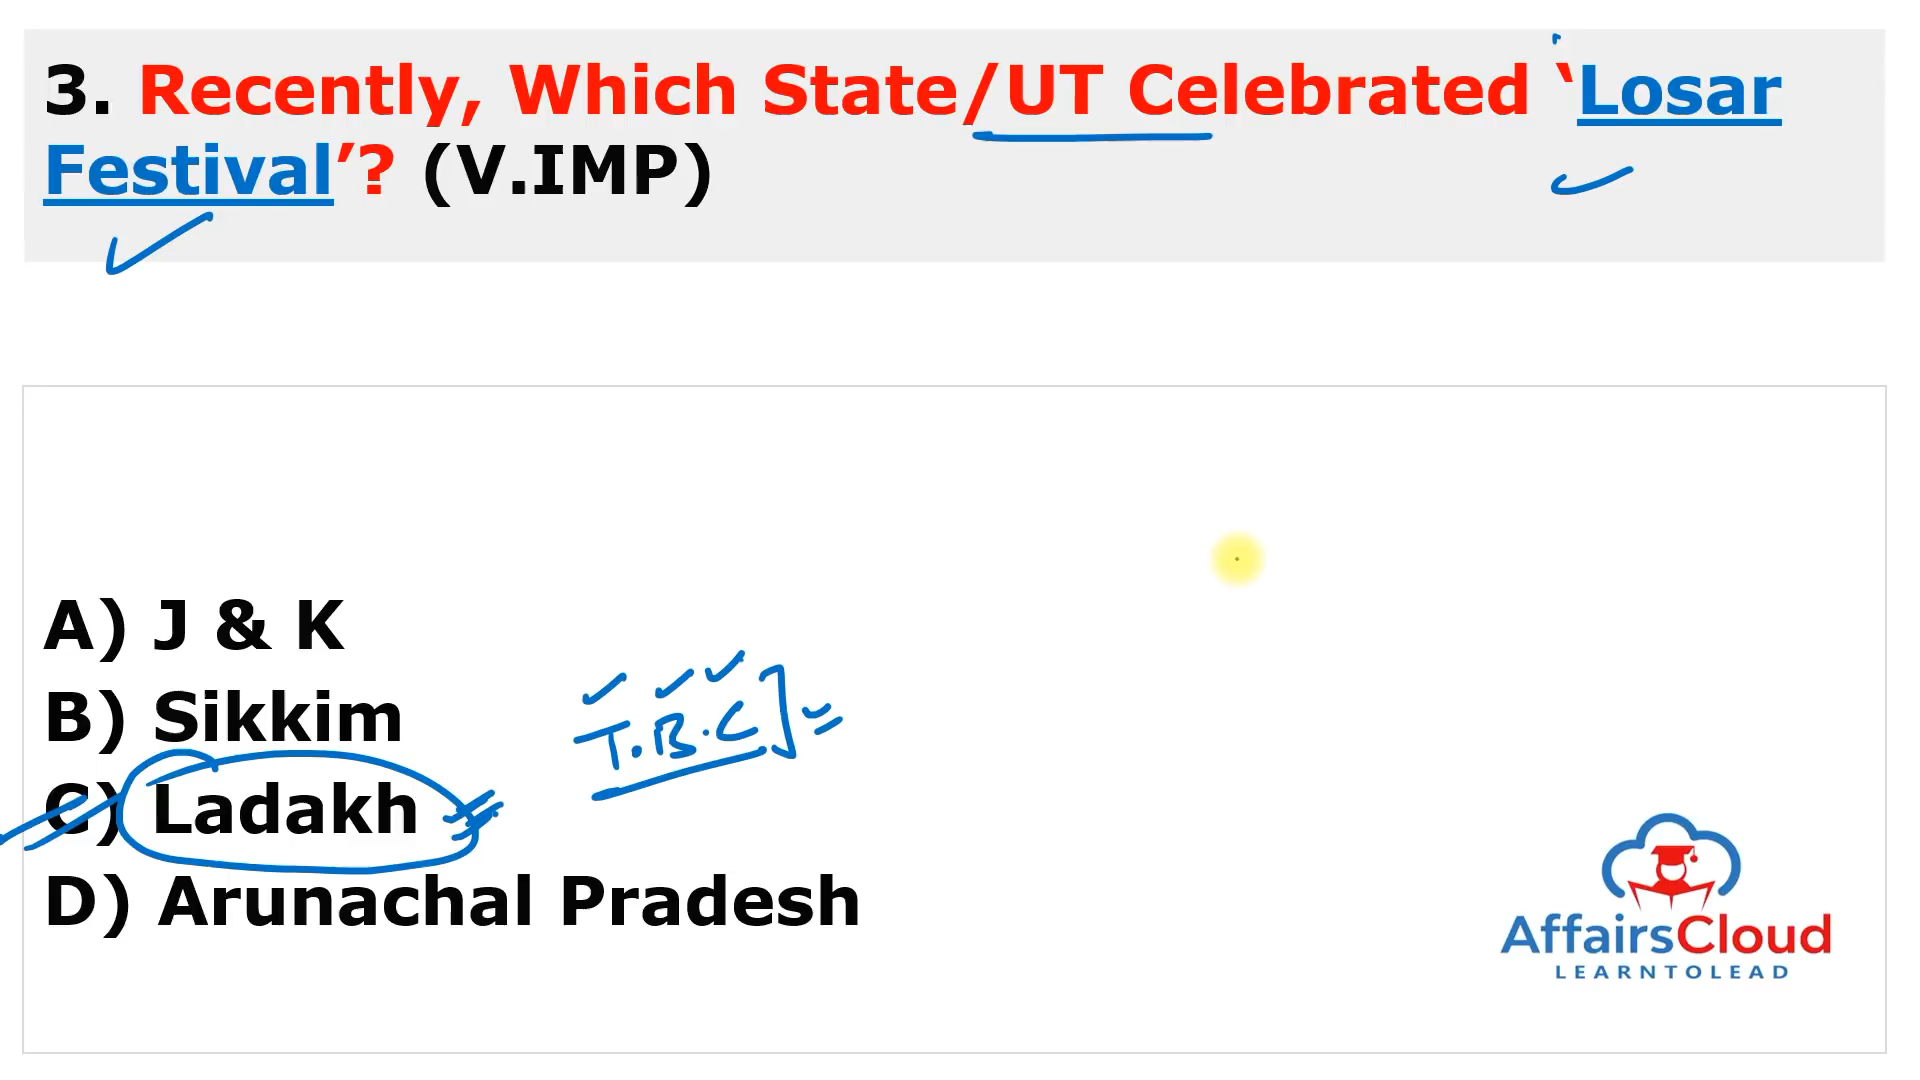 3. Recently, Which State/UT Celebrated ‘Losar
Festival’? (V.IMP)
A) J & K
B) Sikkim
T.B.C]
C) Ladakh
D) Arunachal Pradesh
AffairsCloud
LEARNTOLEAD